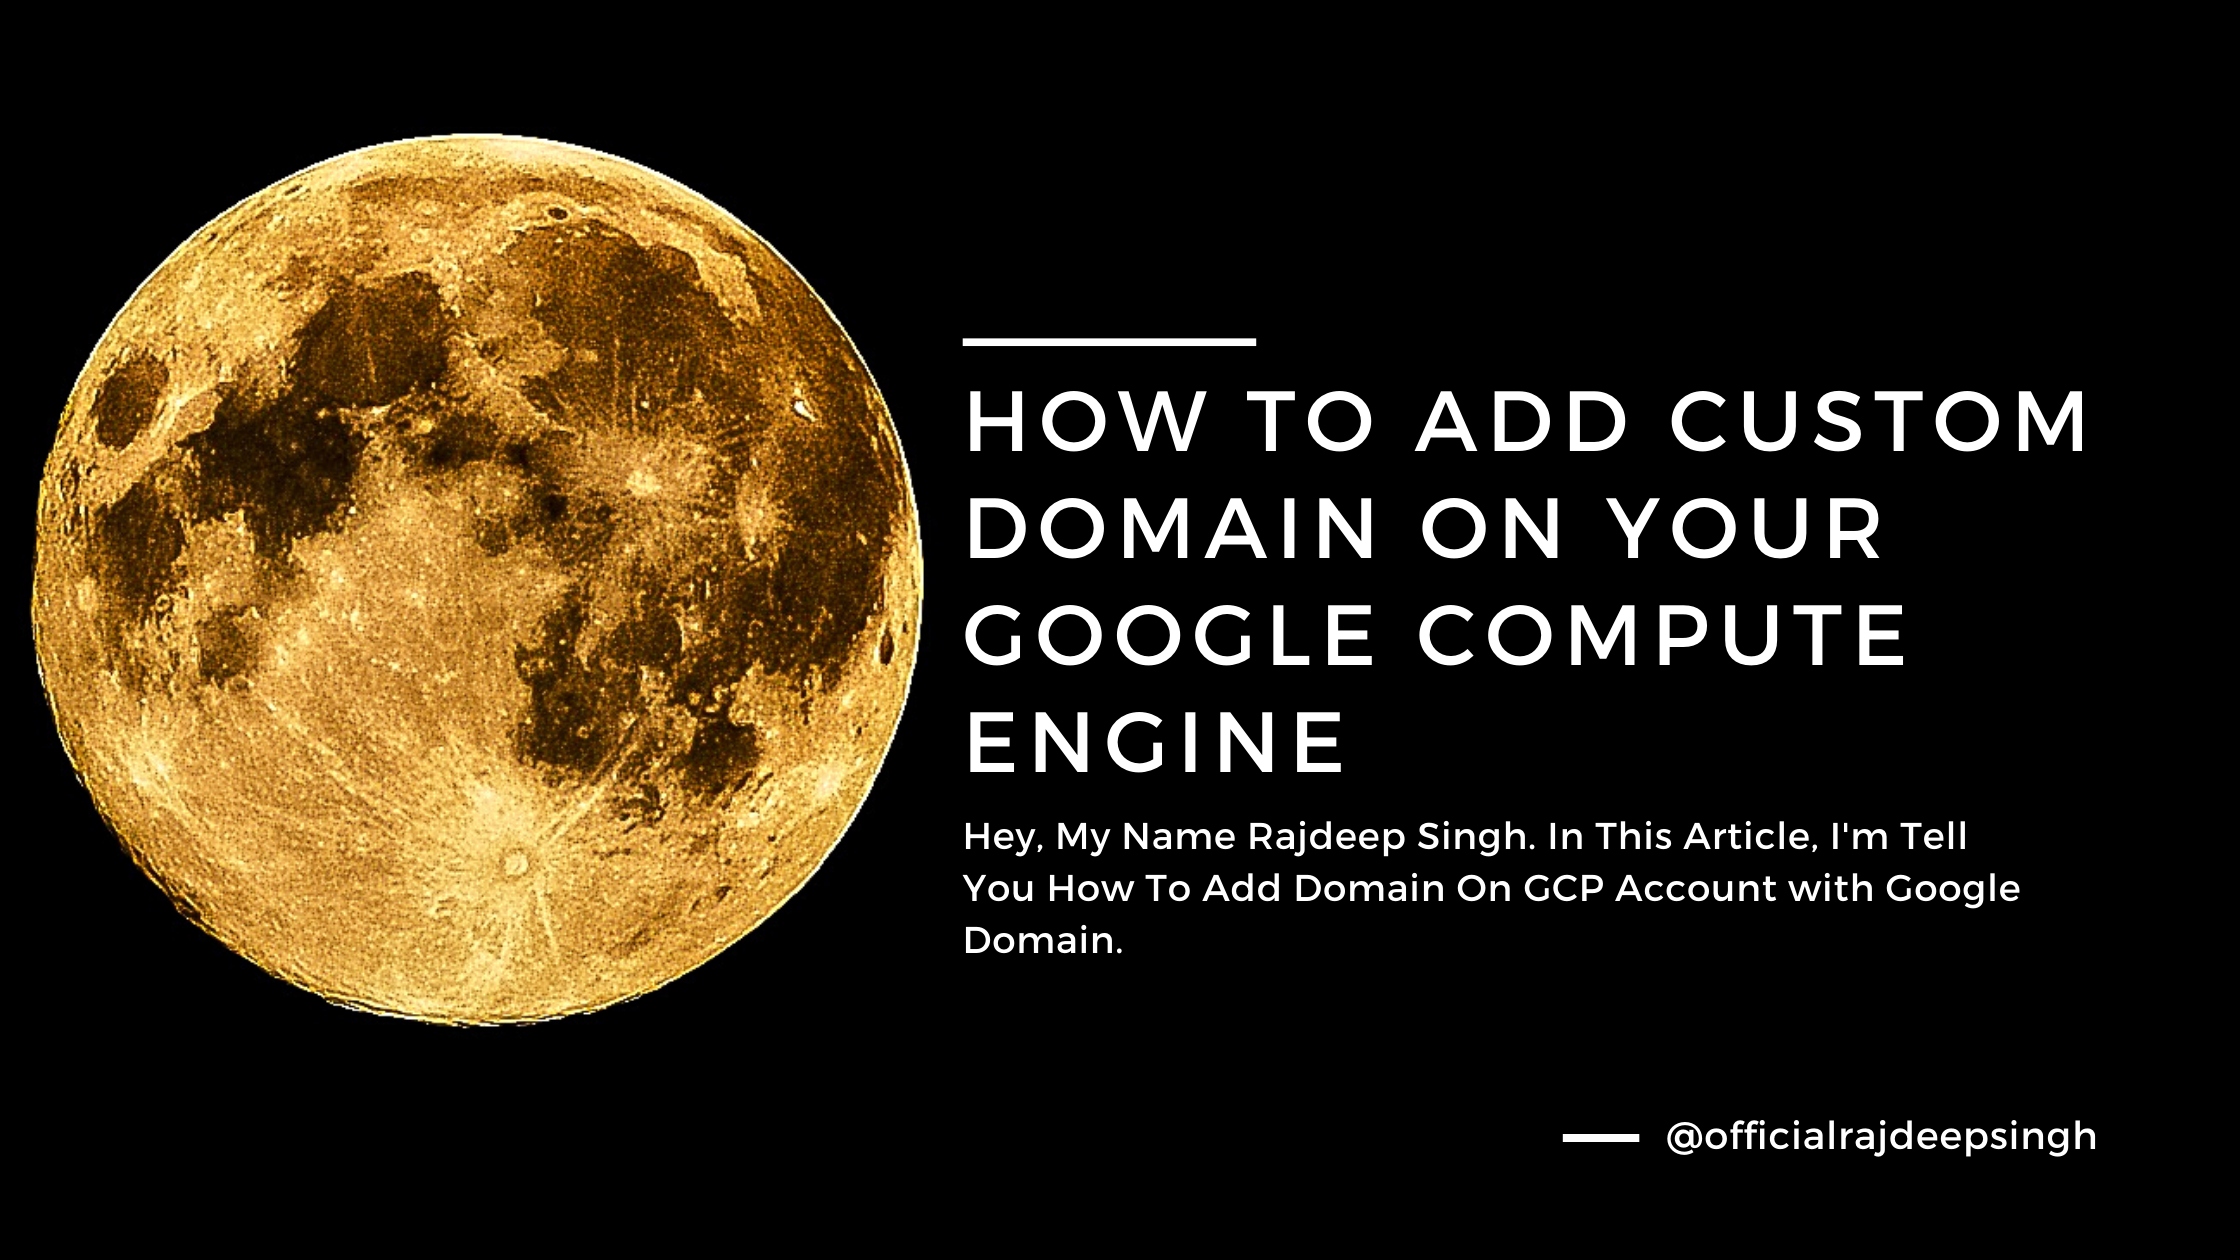 HOW TO ADD CUSTOM
DOMAIN ON YOUR
GOOGLE COMPUTE
ENGINE
Hey, My Name Rajdeep Singh. In This Article, I'm Tell
You How To Add Domain On GCP Account with Google
Domain.
@officialrajdeepsingh